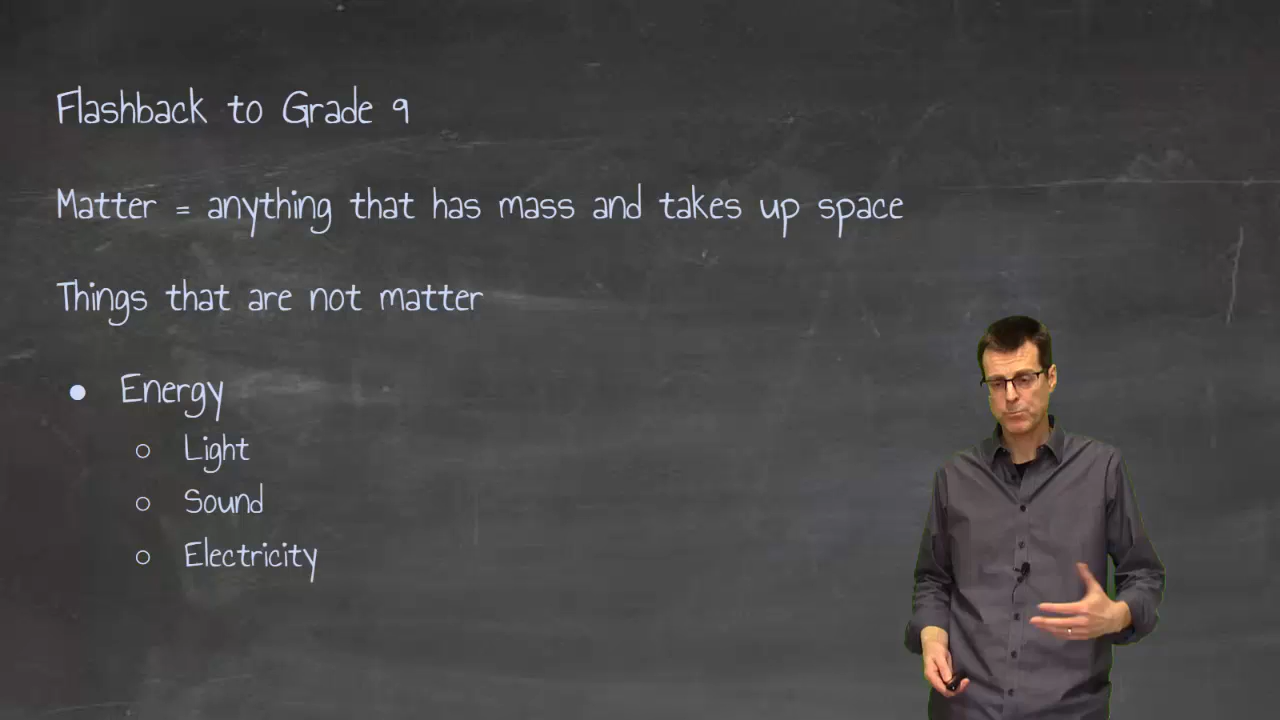 Flashback to Grade 9
Matter = anything that has mass and takes up space
Things that are not matter
● Energy
○ Light
○ Sound
○ Electricity